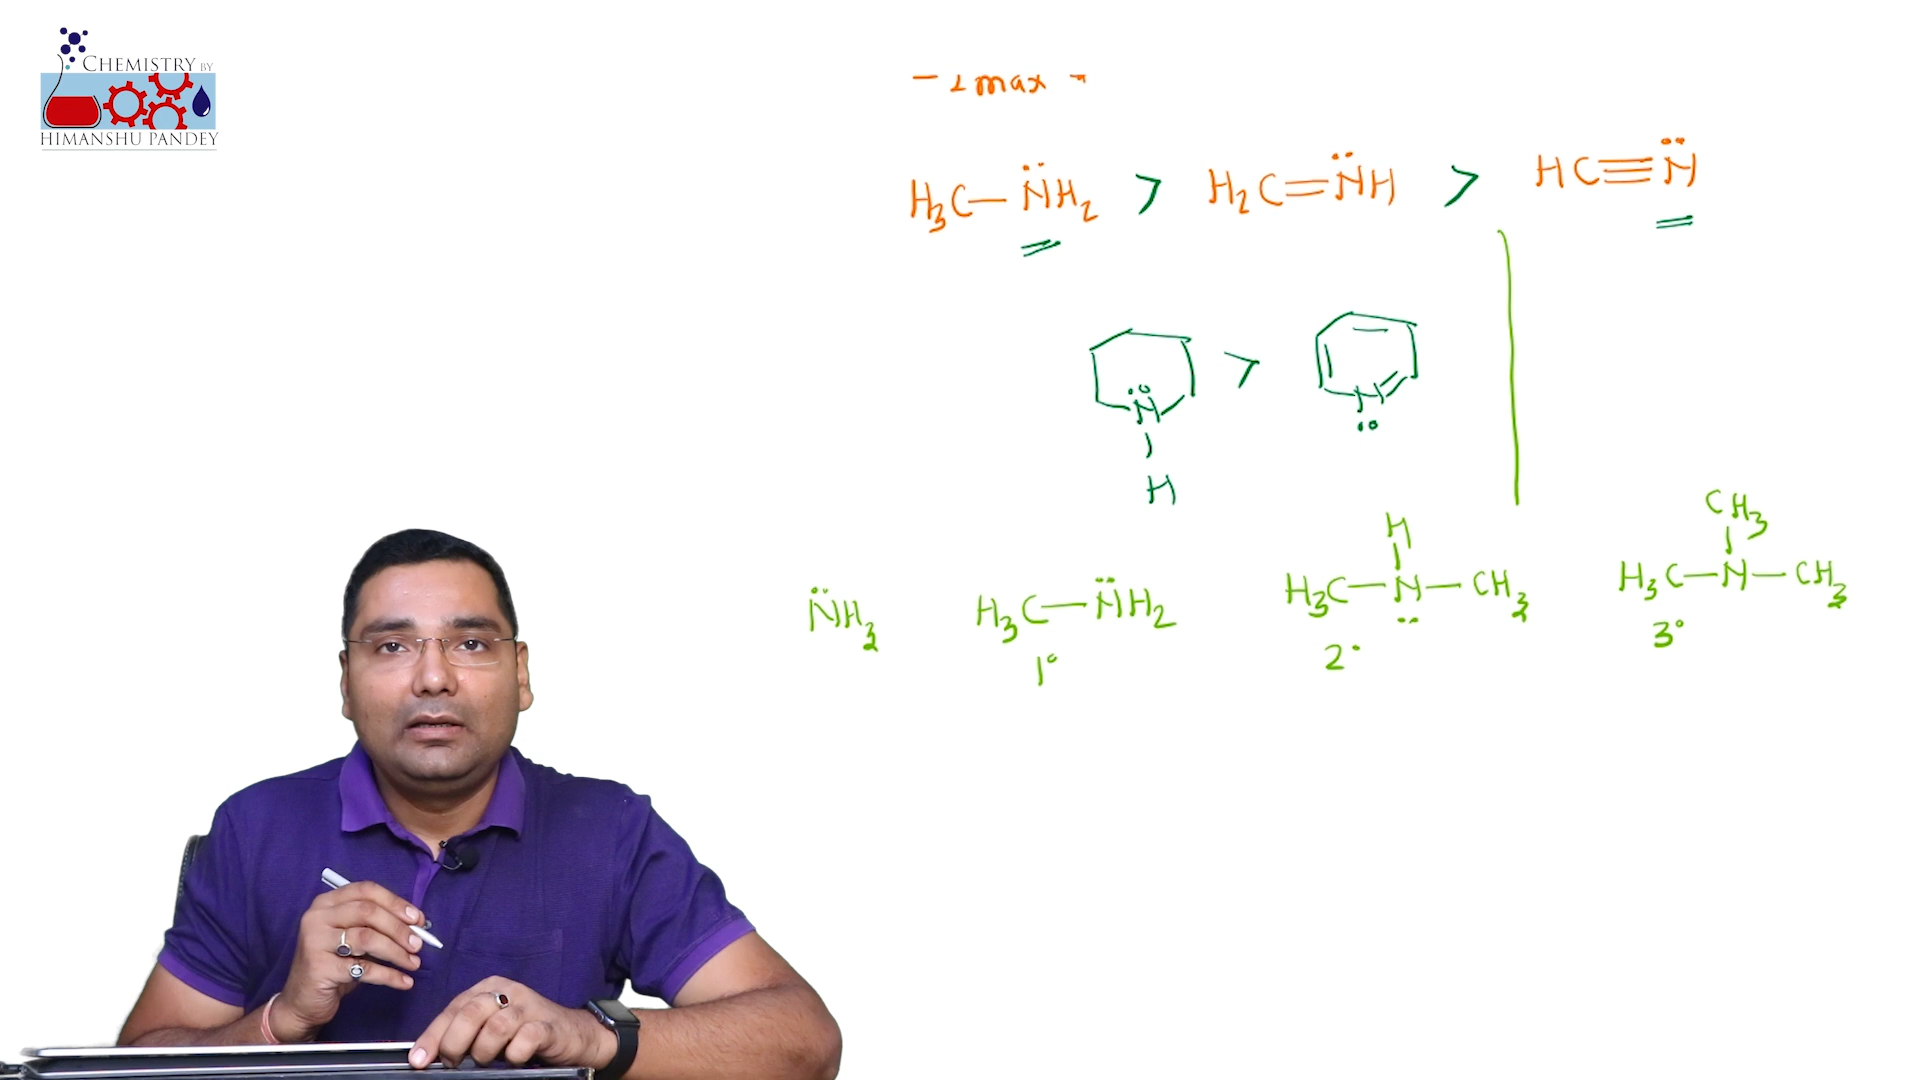 CHEMISTRY BY
HIMANSHU PANDEY
max
H3C—N̈H2 > H2C=N̈H > HC≡N̈
>
N̈
H
N̈
N̈H3
H3C—N̈H2
1°
H
H3C—N̈—CH3
2°
CH3
H3C—N—CH3
3°